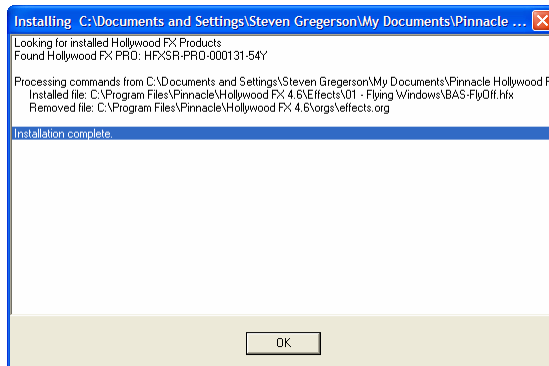 Installing  C:\Documents and Settings\Steven Gregerson\My Documents\Pinnacle ...
Looking for installed Hollywood FX Products
Found Hollywood FX PRO: HFXSR-PRO-000131-54Y
Processing commands from C:\Documents and Settings\Steven Gregerson\My Documents\Pinnacle Hollywood F
Installed file: C:\Program Files\Pinnacle\Hollywood FX 4.6\Effects\01 - Flying Windows\BAS-FlyOff.hfx
Removed file: C:\Program Files\Pinnacle\Hollywood FX 4.6\orgs\effects.org
Installation complete.
OK